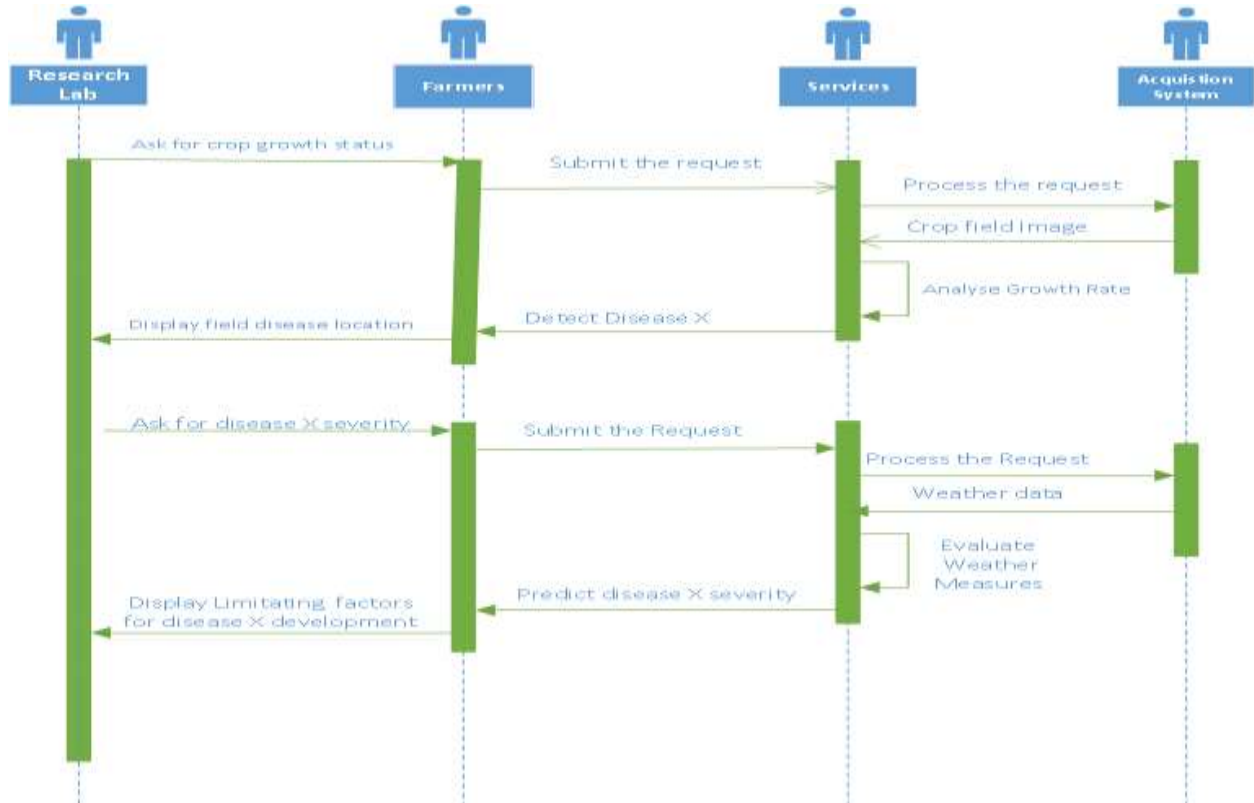 Research
Lab
Farmers
Services
Acquistion
System
Ask for crop growth status
Submit the request
Process the request
Crop field image
Analyse Growth Rate
Detect Disease X
Display field disease location
Ask for disease X severity
Submit the Request
Process the Request
Weather data
Evaluate
Weather
Measures
Predict disease X severity
Display Limitating factors
for disease X development